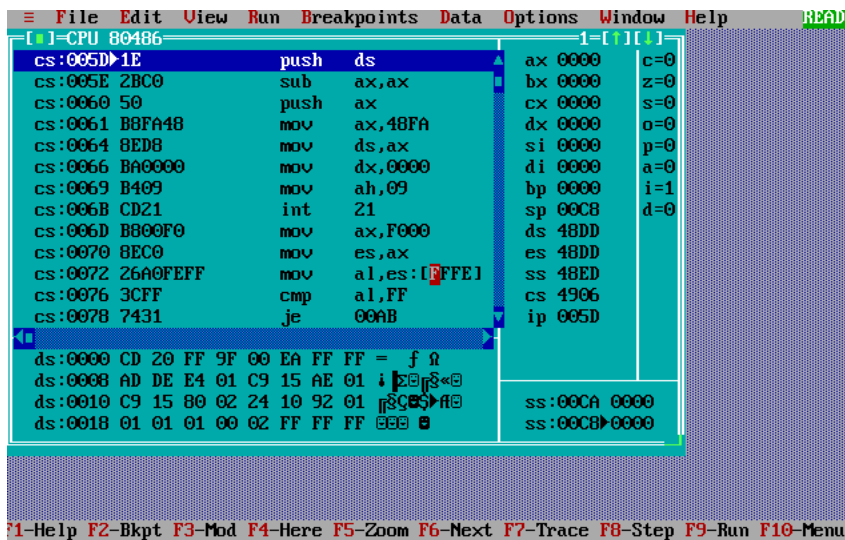 ≡ File Edit View Run Breakpoints Data Options Window Help READ
[■]=CPU 80486 1=[↑][↓]
cs:005D►1E push ds ax 0000 c=0
cs:005E 2BC0 sub ax,ax bx 0000 z=0
cs:0060 50 push ax cx 0000 s=0
cs:0061 B8FA48 mov ax,48FA dx 0000 o=0
cs:0064 8ED8 mov ds,ax si 0000 p=0
cs:0066 BA0000 mov dx,0000 di 0000 a=0
cs:0069 B409 mov ah,09 bp 0000 i=1
cs:006B CD21 int 21 sp 00C8 d=0
cs:006D B800F0 mov ax,F000 ds 48DD
cs:0070 8EC0 mov es,ax es 48DD
cs:0072 26A0FEFF mov al,es:[FFFE] ss 48ED
cs:0076 3CFF cmp al,FF cs 4906
cs:0078 7431 je 00AB ip 005D
ds:0000 CD 20 FF 9F 00 EA FF FF = ƒ Ω
ds:0008 AD DE E4 01 C9 15 AE 01 ¡▐Σ☺╔§«☺
ds:0010 C9 15 80 02 24 10 92 01 ╔§Ç☻$►Æ☺ ss:00CA 0000
ds:0018 01 01 01 00 02 FF FF FF ☺☺☺ ☻ ss:00C8►0000
F1-Help F2-Bkpt F3-Mod F4-Here F5-Zoom F6-Next F7-Trace F8-Step F9-Run F10-Menu